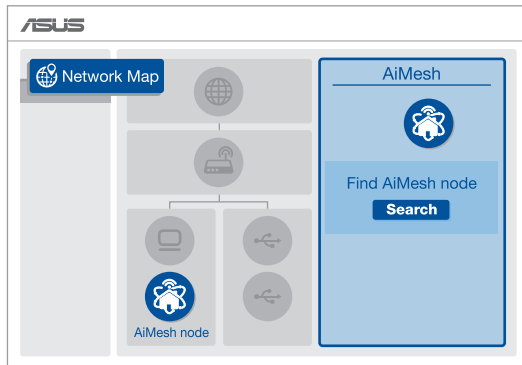 ASUS
Network Map
AiMesh
Find AiMesh node
Search
AiMesh node